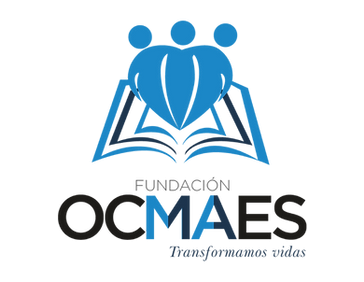 FUNDACIÓN
OCMAES
Transformamos vidas